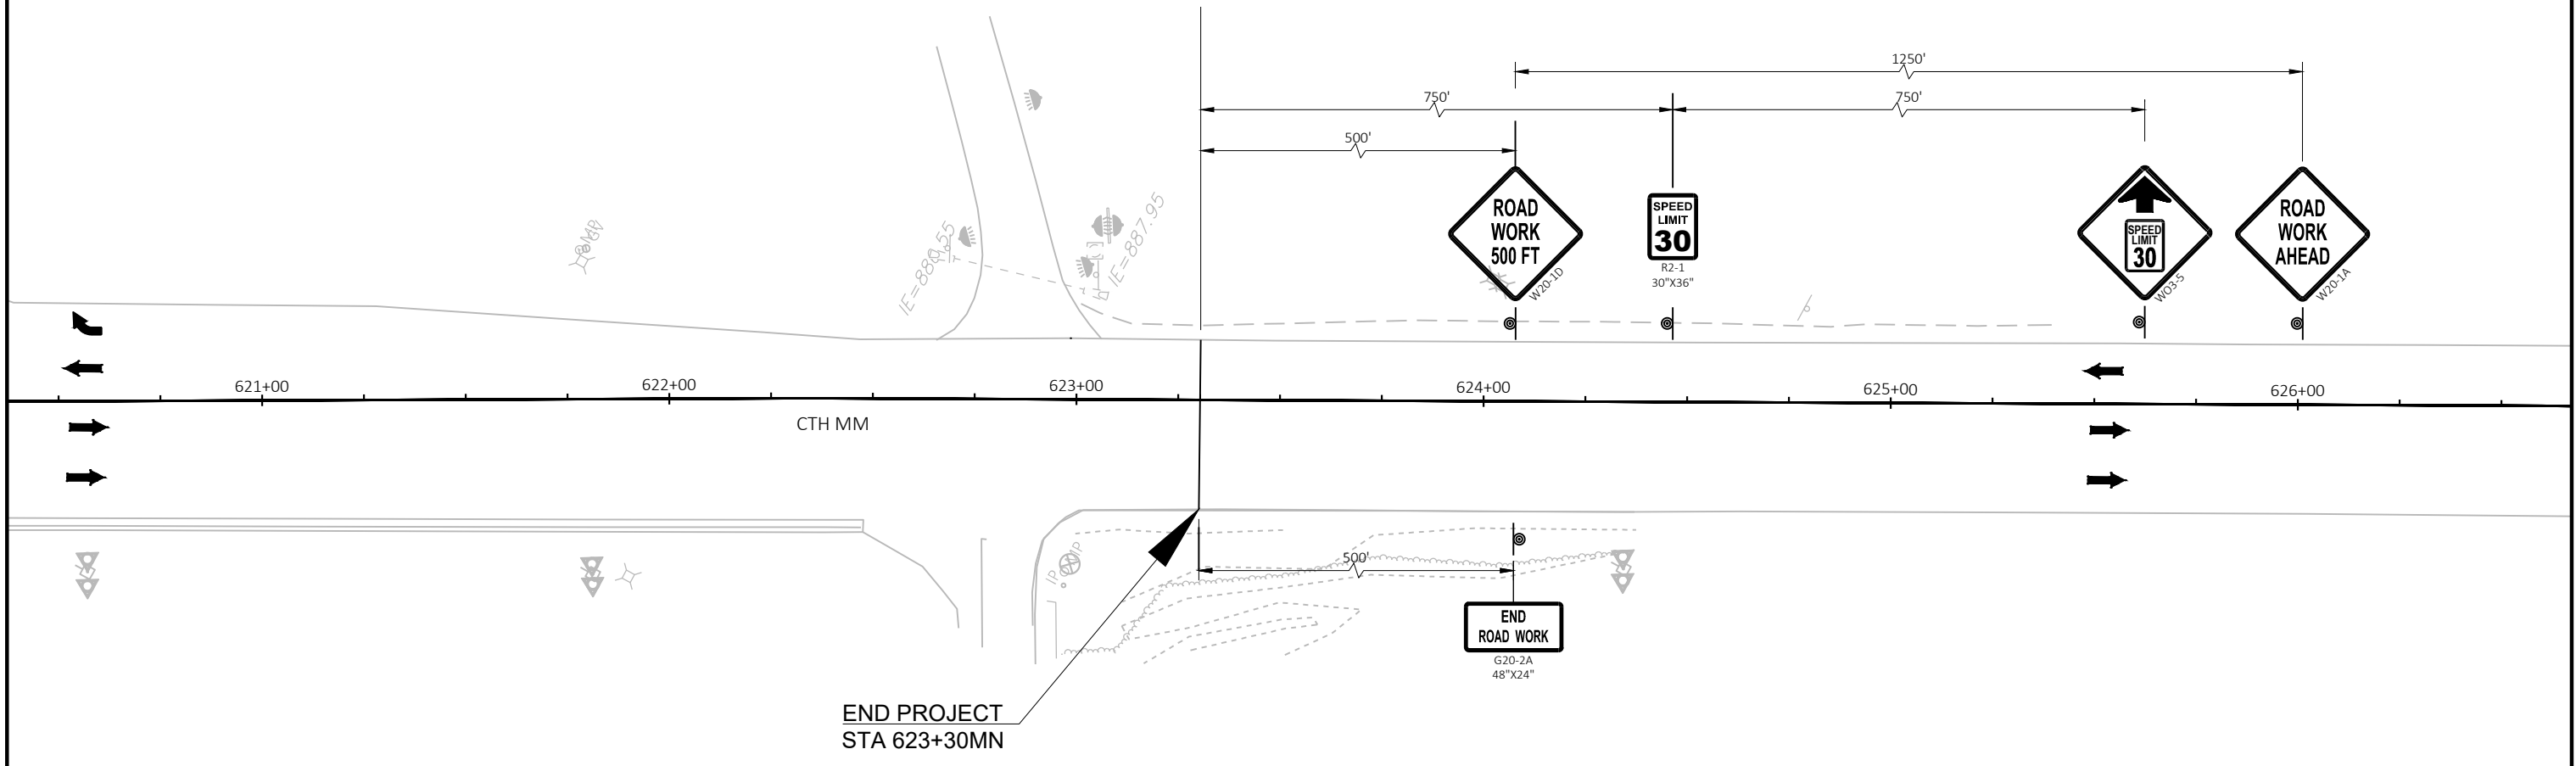 1250'
750'
750'
500'
ROAD
WORK
500 FT
W20-1D
SPEED
LIMIT
30
R2-1
30"X36"
SPEED
LIMIT
30
WO3-5
ROAD
WORK
AHEAD
W20-1A
IE=887.95
621+00
622+00
623+00
624+00
625+00
626+00
CTH MM
500'
END
ROAD WORK
G20-2A
48"X24"
END PROJECT
STA 623+30MN